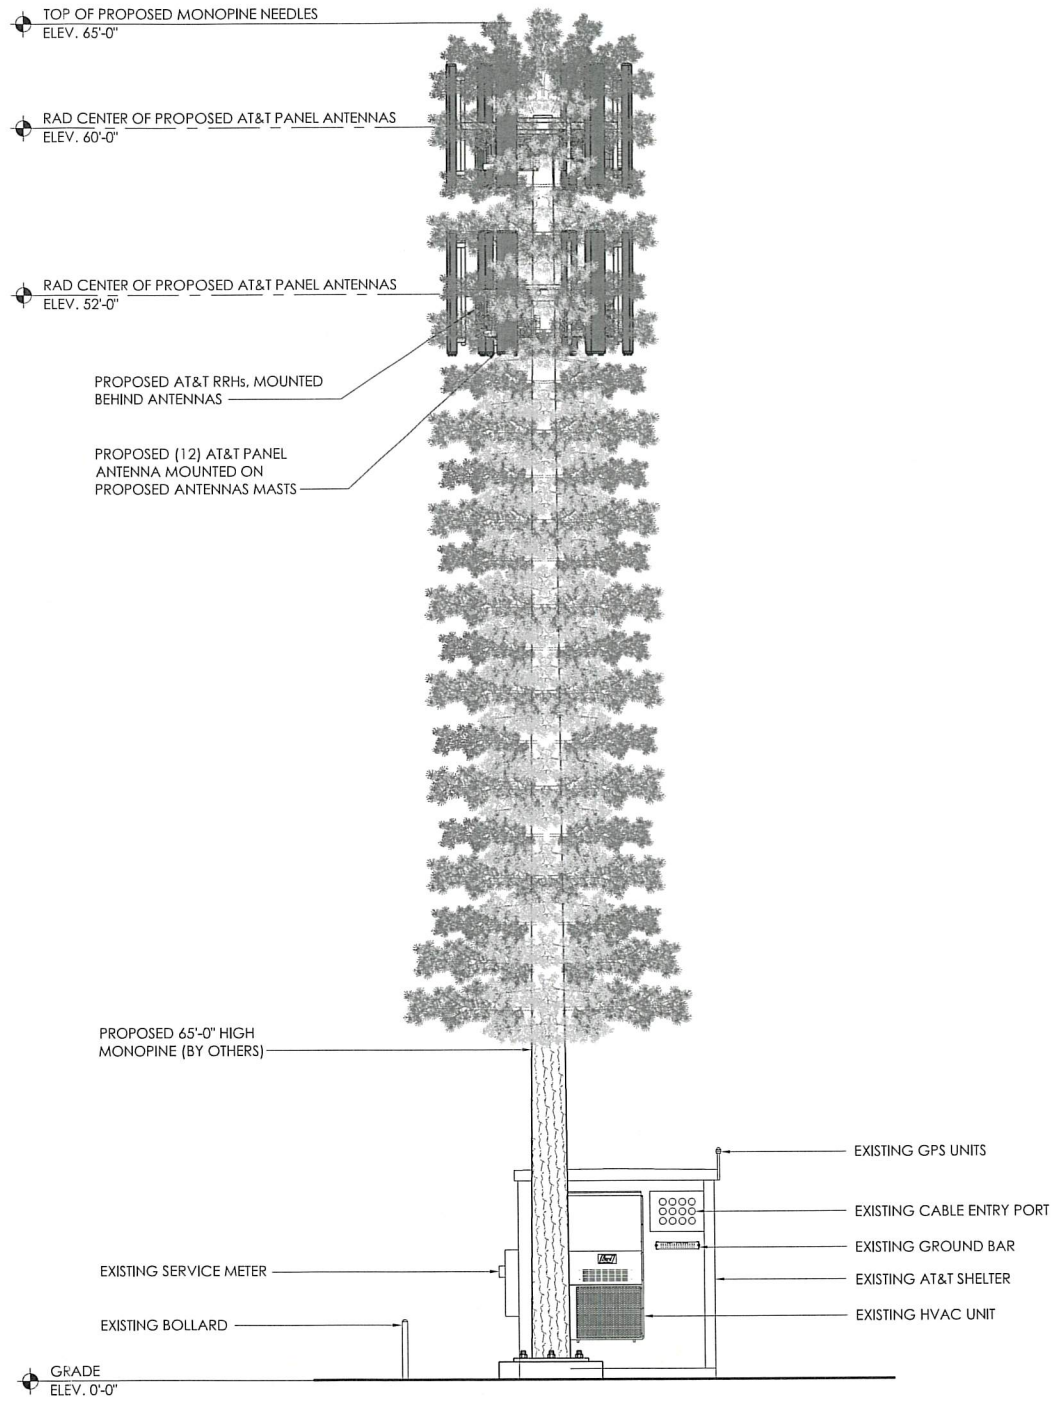 TOP OF PROPOSED MONOPINE NEEDLES
ELEV. 65'-0"
RAD CENTER OF PROPOSED AT&T PANEL ANTENNAS
ELEV. 60'-0"
RAD CENTER OF PROPOSED AT&T PANEL ANTENNAS
ELEV. 52'-0"
PROPOSED AT&T RRHs, MOUNTED
BEHIND ANTENNAS
PROPOSED (12) AT&T PANEL
ANTENNA MOUNTED ON
PROPOSED ANTENNAS MASTS
PROPOSED 65'-0" HIGH
MONOPINE (BY OTHERS)
EXISTING GPS UNITS
EXISTING CABLE ENTRY PORT
EXISTING GROUND BAR
EXISTING SERVICE METER
EXISTING AT&T SHELTER
EXISTING HVAC UNIT
EXISTING BOLLARD
GRADE
ELEV. 0'-0"